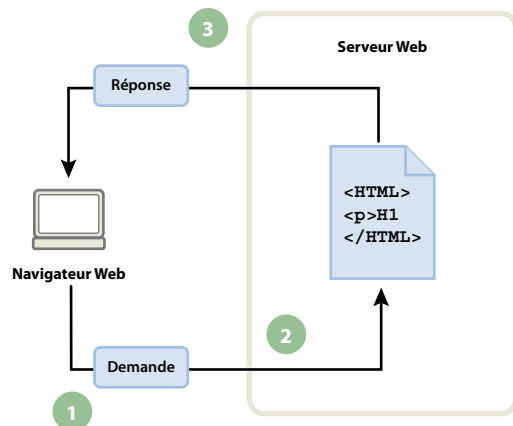 3
Serveur Web
Réponse
<HTML>
<p>H1
</HTML>
Navigateur Web
2
Demande
1